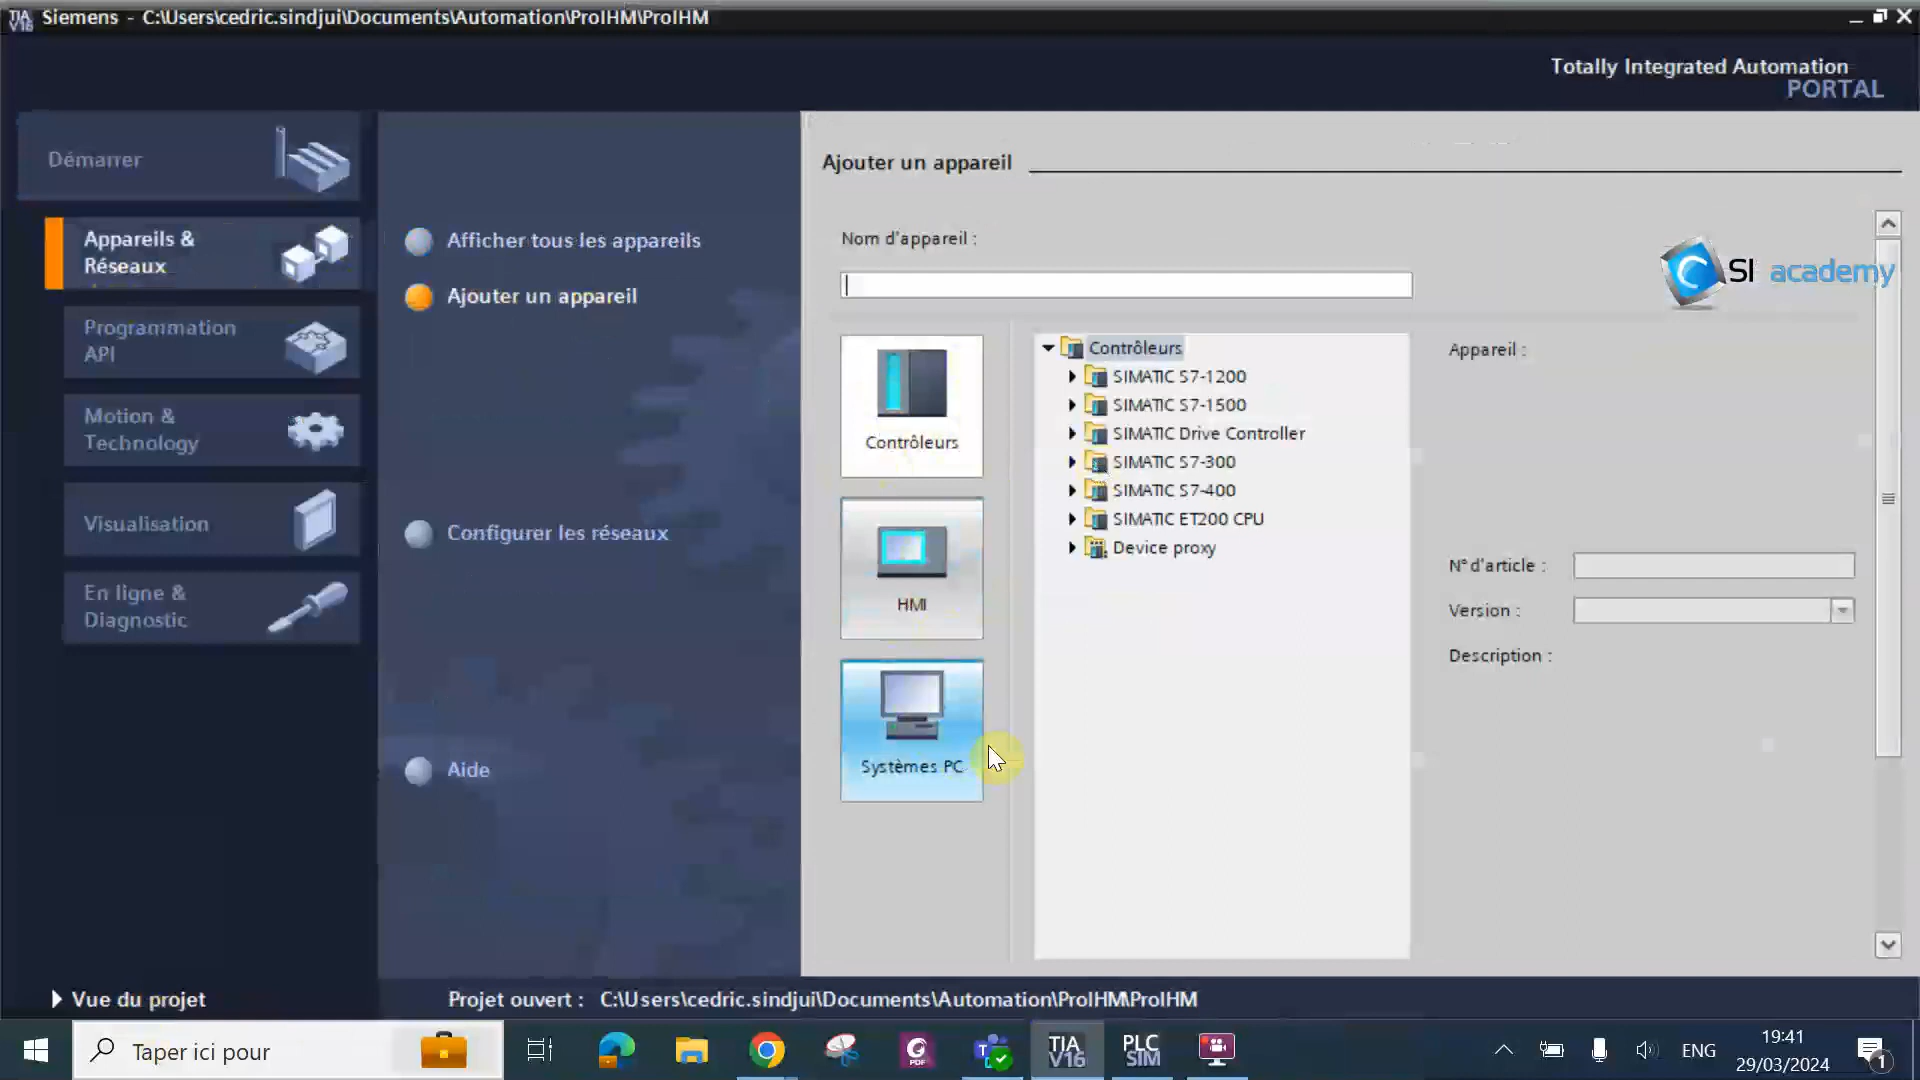 TIA
V16
Siemens - C:\Users\cedric.sindjui\Documents\Automation\ProIHM\ProIHM
Totally Integrated Automation
PORTAL
Démarrer
Appareils &
Réseaux
Programmation
API
Motion &
Technology
Visualisation
En ligne &
Diagnostic
Afficher tous les appareils
Ajouter un appareil
Configurer les réseaux
Aide
Ajouter un appareil
Nom d'appareil :
SI academy
Contrôleurs
HMI
Systèmes PC
Contrôleurs
SIMATIC S7-1200
SIMATIC S7-1500
SIMATIC Drive Controller
SIMATIC S7-300
SIMATIC S7-400
SIMATIC ET200 CPU
Device proxy
Appareil :
N° d'article :
Version :
Description :
Vue du projet
Projet ouvert : C:\Users\cedric.sindjui\Documents\Automation\ProIHM\ProIHM
Taper ici pour
PDF
TIA
V16
PLC
SIM
ENG
19:41
29/03/2024
1